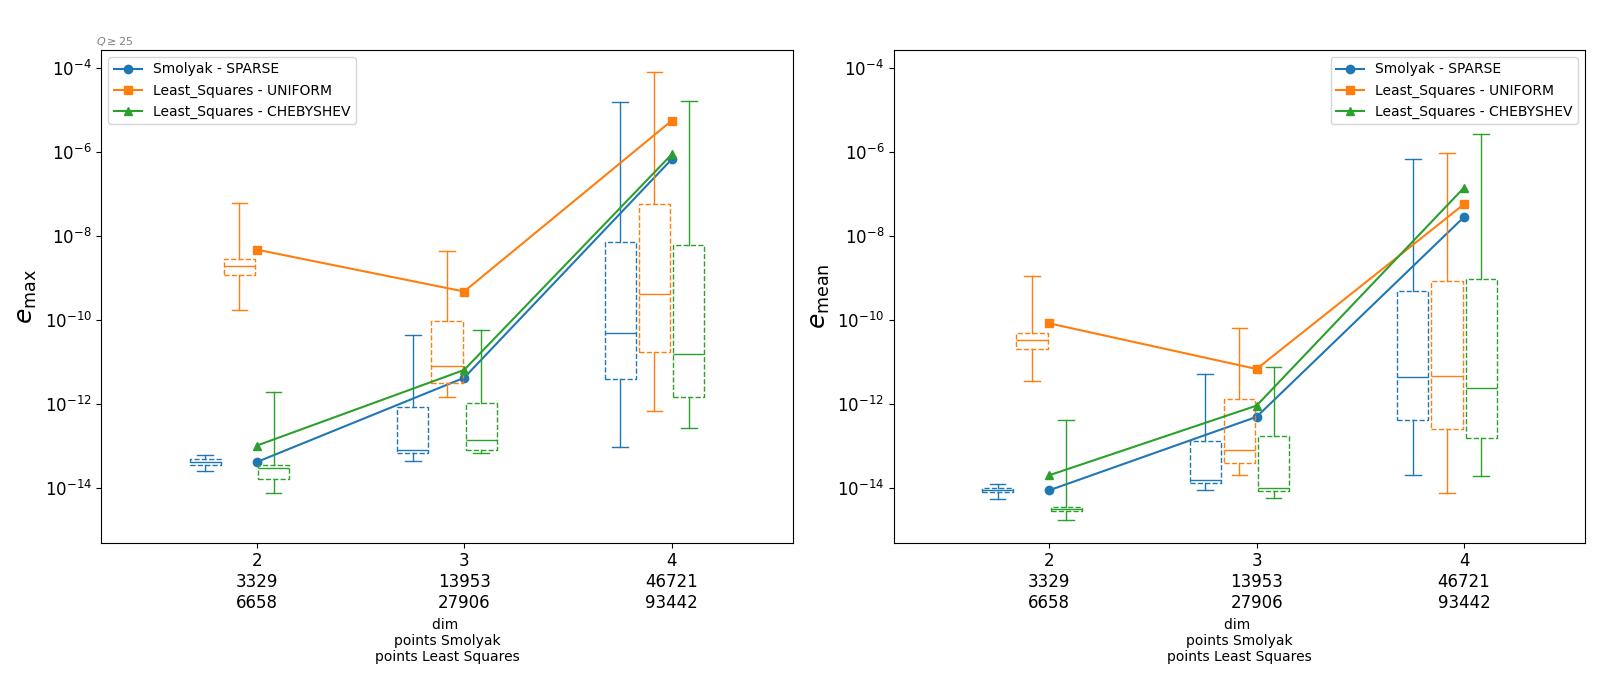 Q ≥ 25
Smolyak - SPARSE
Least_Squares - UNIFORM
Least_Squares - CHEBYSHEV
10⁻⁴
10⁻⁶
10⁻⁸
10⁻¹⁰
10⁻¹²
10⁻¹⁴
e_max
2 3 4
3329 13953 46721
6658 27906 93442
dim
points Smolyak
points Least Squares
Smolyak - SPARSE
Least_Squares - UNIFORM
Least_Squares - CHEBYSHEV
10⁻⁴
10⁻⁶
10⁻⁸
10⁻¹⁰
10⁻¹²
10⁻¹⁴
e_mean
2 3 4
3329 13953 46721
6658 27906 93442
dim
points Smolyak
points Least Squares